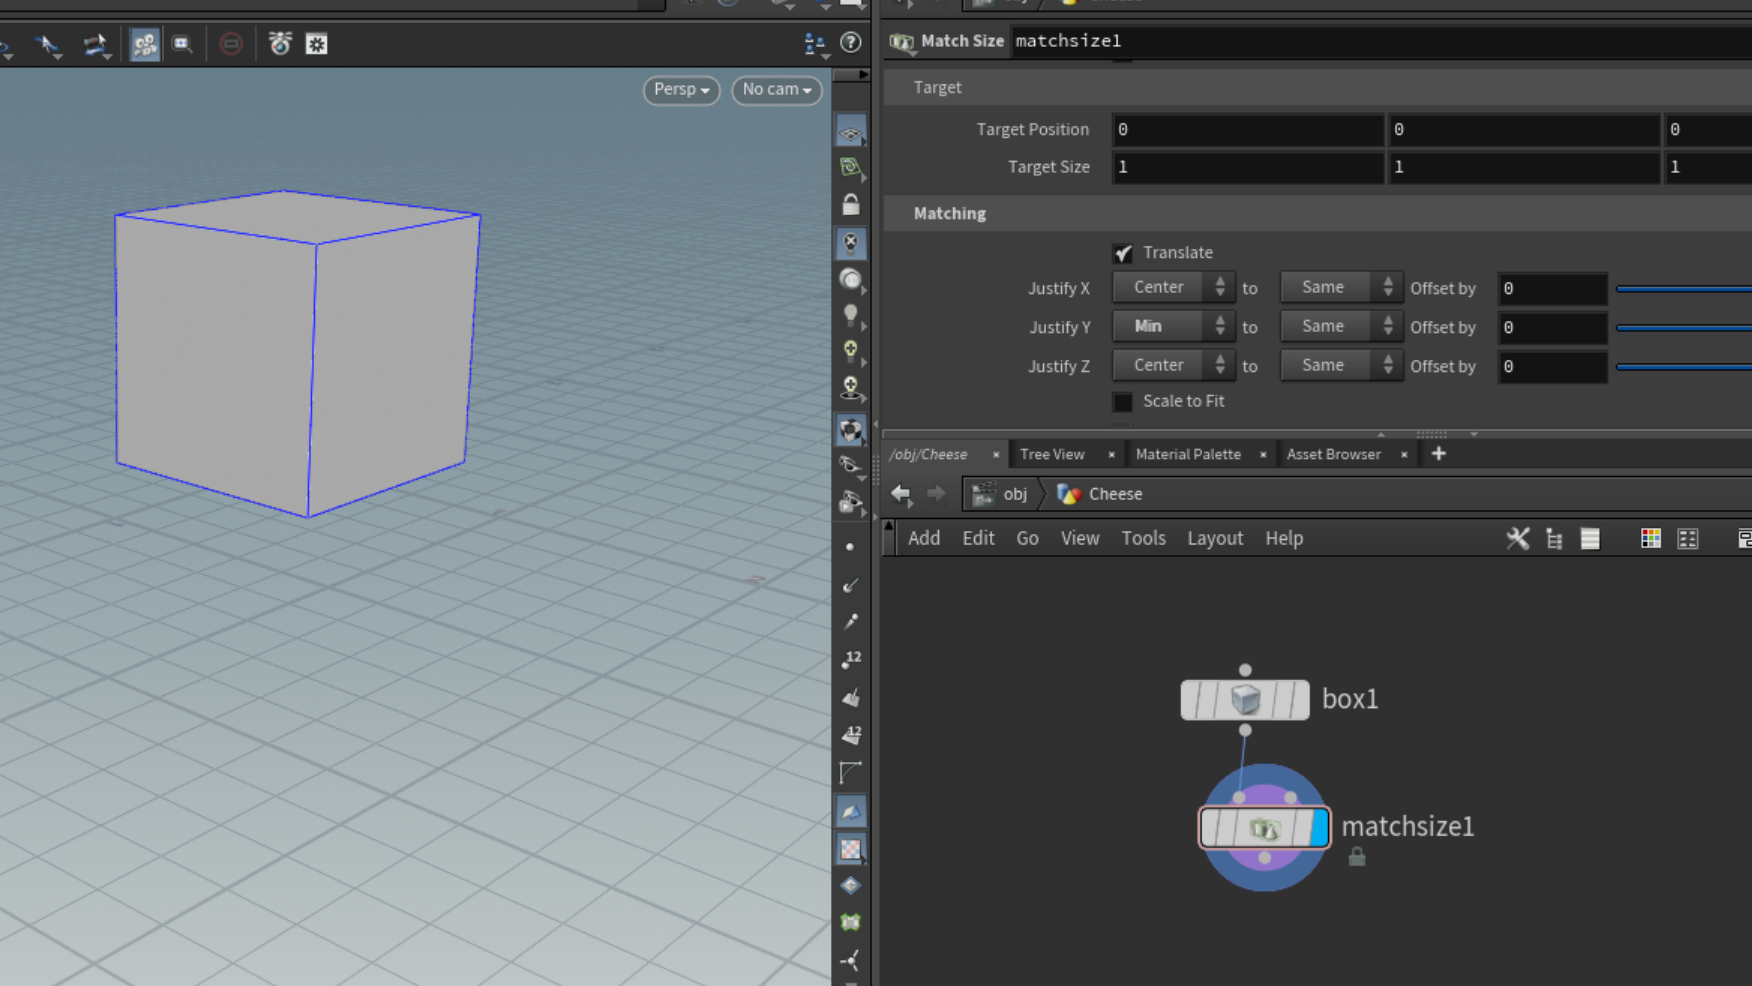 Match Size matchsize1
Persp No cam
Target
Target Position 0 0 0
Target Size 1 1 1
Matching
Translate
Justify X Center to Same Offset by 0
Justify Y Min to Same Offset by 0
Justify Z Center to Same Offset by 0
Scale to Fit
/obj/Cheese × Tree View × Material Palette × Asset Browser × +
obj Cheese
Add Edit Go View Tools Layout Help
12
12
box1
matchsize1